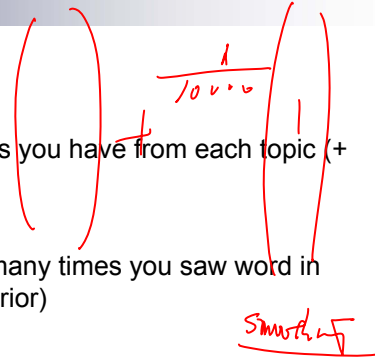 1
10000
+ 1
s you have from each topic (+
many times you saw word in
rior)
smoothing